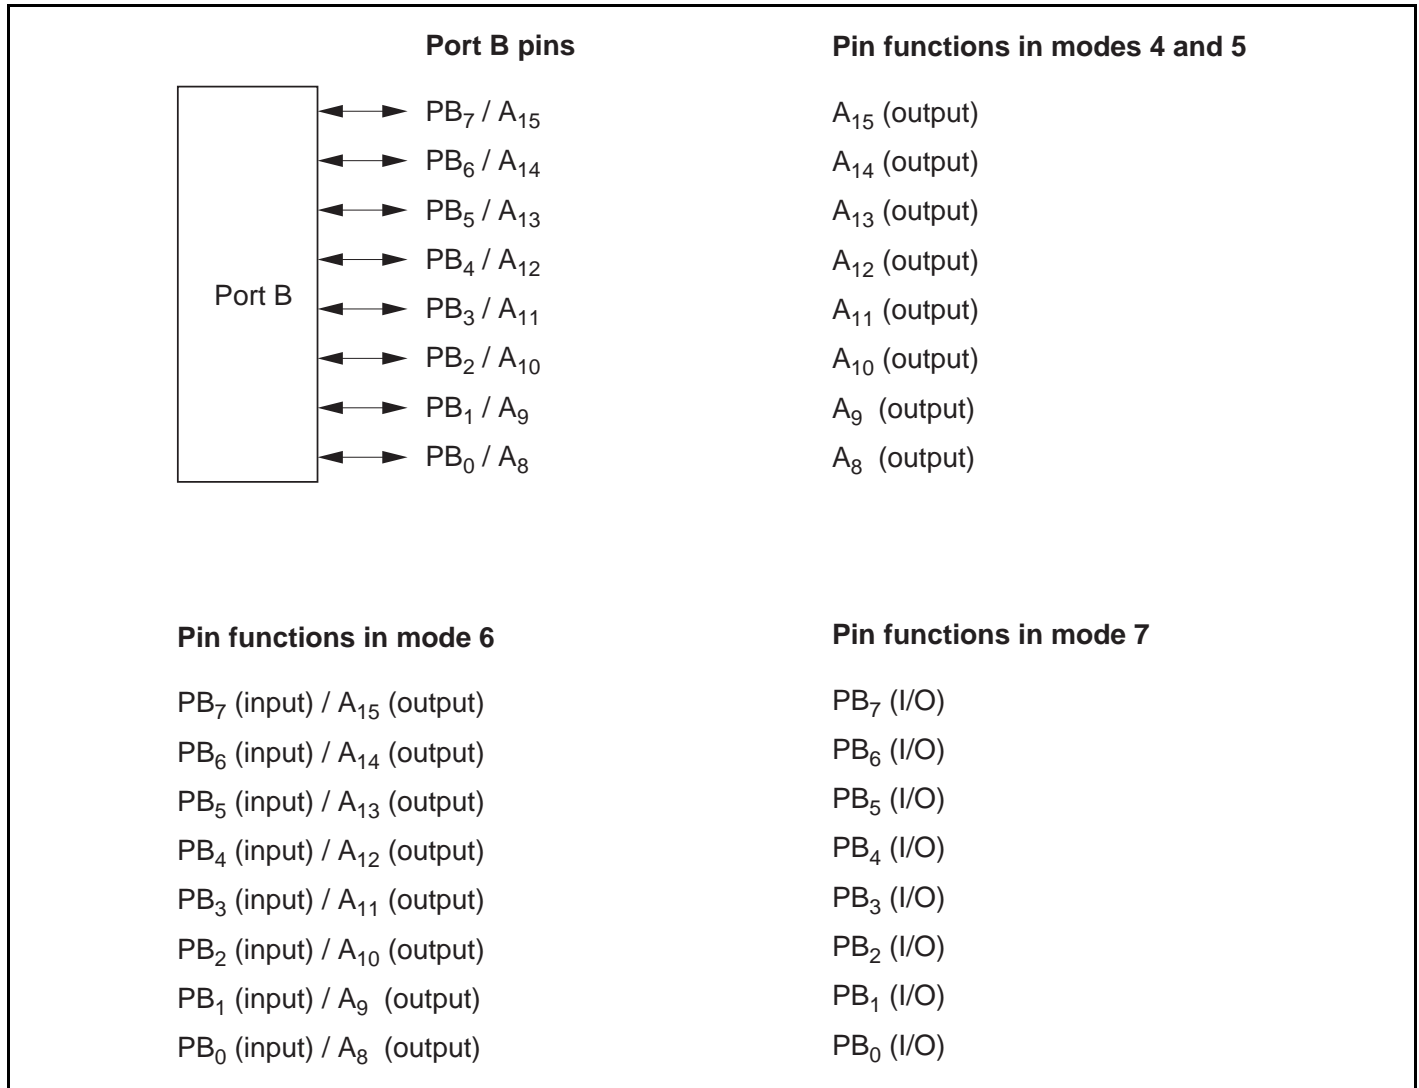 Port B pins
Pin functions in modes 4 and 5
Port B
PB₇ / A₁₅
A₁₅ (output)
PB₆ / A₁₄
A₁₄ (output)
PB₅ / A₁₃
A₁₃ (output)
PB₄ / A₁₂
A₁₂ (output)
PB₃ / A₁₁
A₁₁ (output)
PB₂ / A₁₀
A₁₀ (output)
PB₁ / A₉
A₉ (output)
PB₀ / A₈
A₈ (output)
Pin functions in mode 6
PB₇ (input) / A₁₅ (output)
PB₆ (input) / A₁₄ (output)
PB₅ (input) / A₁₃ (output)
PB₄ (input) / A₁₂ (output)
PB₃ (input) / A₁₁ (output)
PB₂ (input) / A₁₀ (output)
PB₁ (input) / A₉ (output)
PB₀ (input) / A₈ (output)
Pin functions in mode 7
PB₇ (I/O)
PB₆ (I/O)
PB₅ (I/O)
PB₄ (I/O)
PB₃ (I/O)
PB₂ (I/O)
PB₁ (I/O)
PB₀ (I/O)